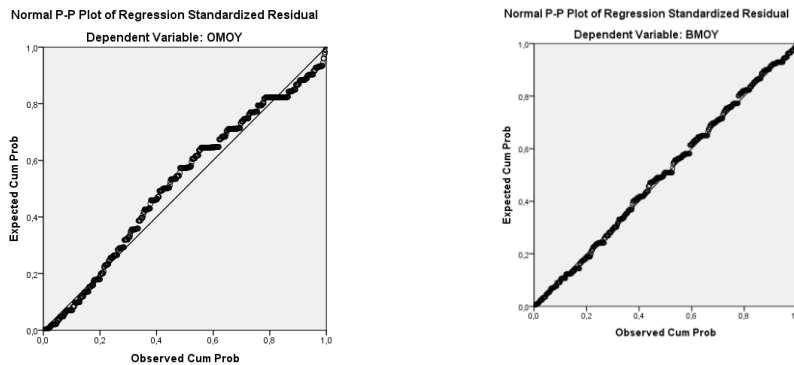 Normal P-P Plot of Regression Standardized Residual
Dependent Variable: OMOY
1,0
0,8
0,6
0,4
0,2
0,0
Expected Cum Prob
0,0 0,2 0,4 0,6 0,8 1,0
Observed Cum Prob
Normal P-P Plot of Regression Standardized Residual
Dependent Variable: BMOY
1,0
0,8
0,6
0,4
0,2
0,0
Expected Cum Prob
0,0 0,2 0,4 0,6 0,8 1,0
Observed Cum Prob